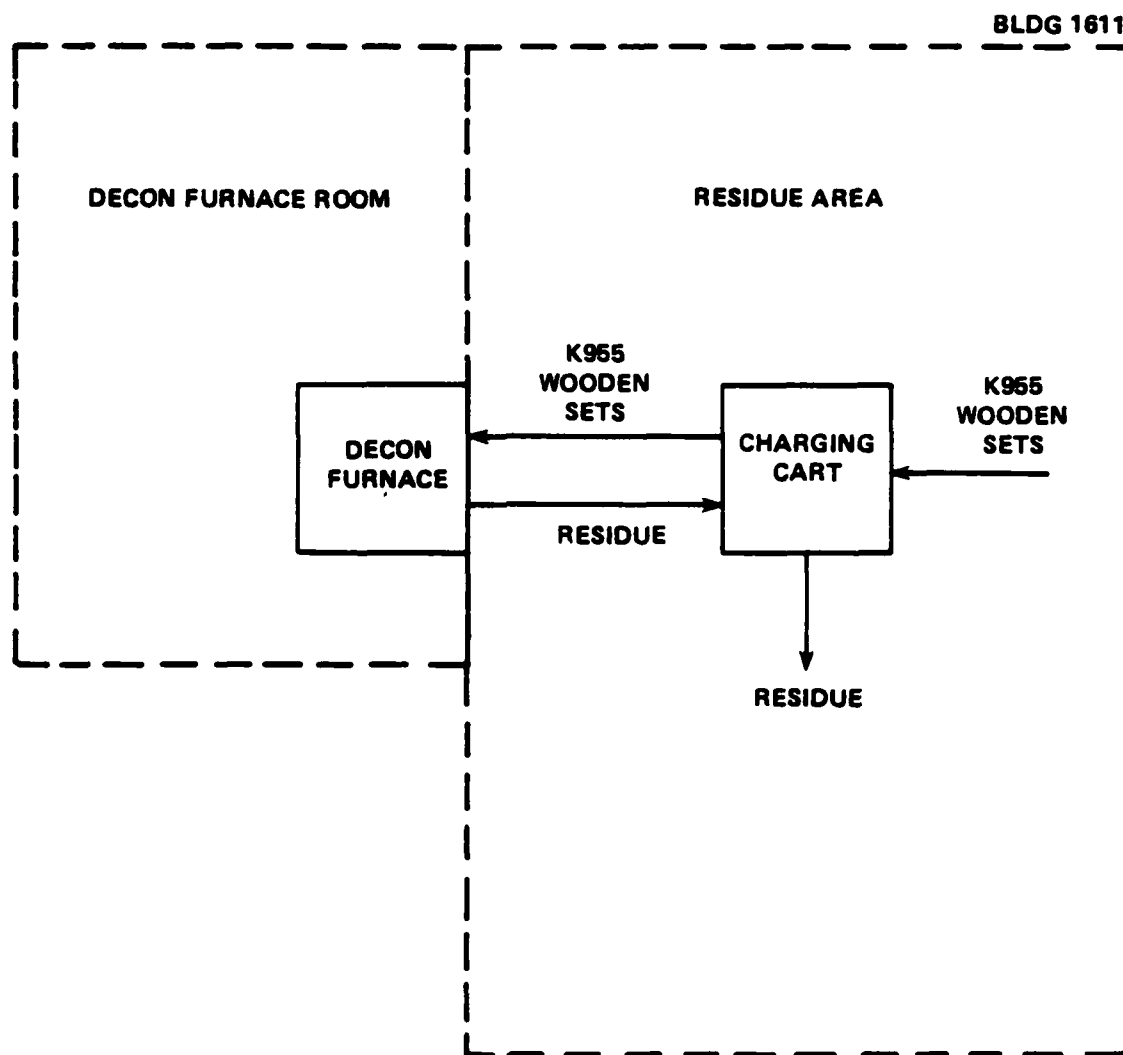 BLDG 1611
DECON FURNACE ROOM
RESIDUE AREA
K955
WOODEN
SETS
K955
WOODEN
SETS
DECON
FURNACE
CHARGING
CART
RESIDUE
RESIDUE